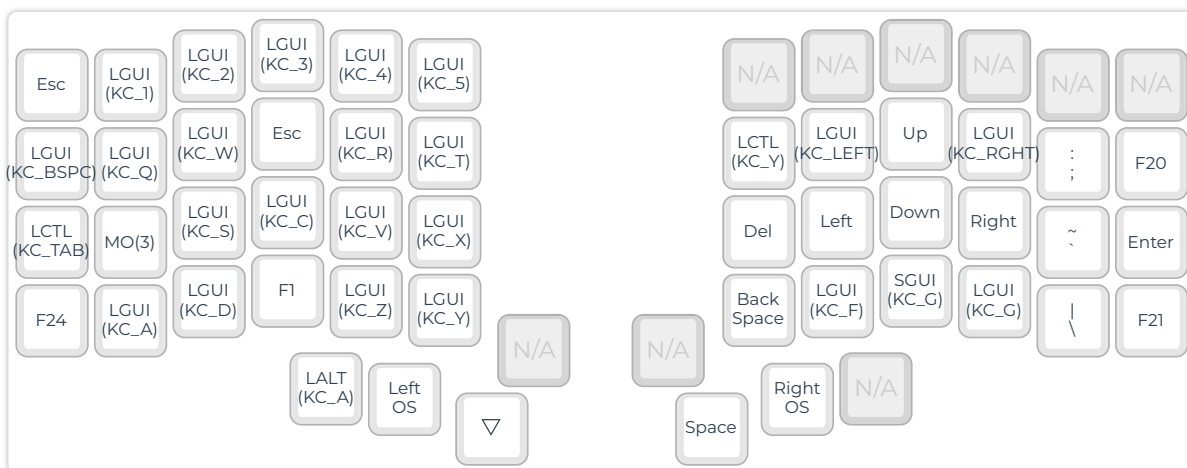 Esc
LGUI
(KC_1)
LGUI
(KC_2)
LGUI
(KC_3)
LGUI
(KC_4)
LGUI
(KC_5)
N/A
N/A
N/A
N/A
N/A
N/A
LGUI
(KC_BSPC)
LGUI
(KC_Q)
LGUI
(KC_W)
Esc
LGUI
(KC_R)
LGUI
(KC_T)
LCTL
(KC_Y)
LGUI
(KC_LEFT)
Up
LGUI
(KC_RGHT)
:
;
F20
LCTL
(KC_TAB)
MO(3)
LGUI
(KC_S)
LGUI
(KC_C)
LGUI
(KC_V)
LGUI
(KC_X)
Del
Left
Down
Right
~
`
Enter
F24
LGUI
(KC_A)
LGUI
(KC_D)
F1
LGUI
(KC_Z)
LGUI
(KC_Y)
Back
Space
LGUI
(KC_F)
SGUI
(KC_G)
LGUI
(KC_G)
|
\
F21
N/A
N/A
LALT
(KC_A)
Left
OS
▽
Space
Right
OS
N/A